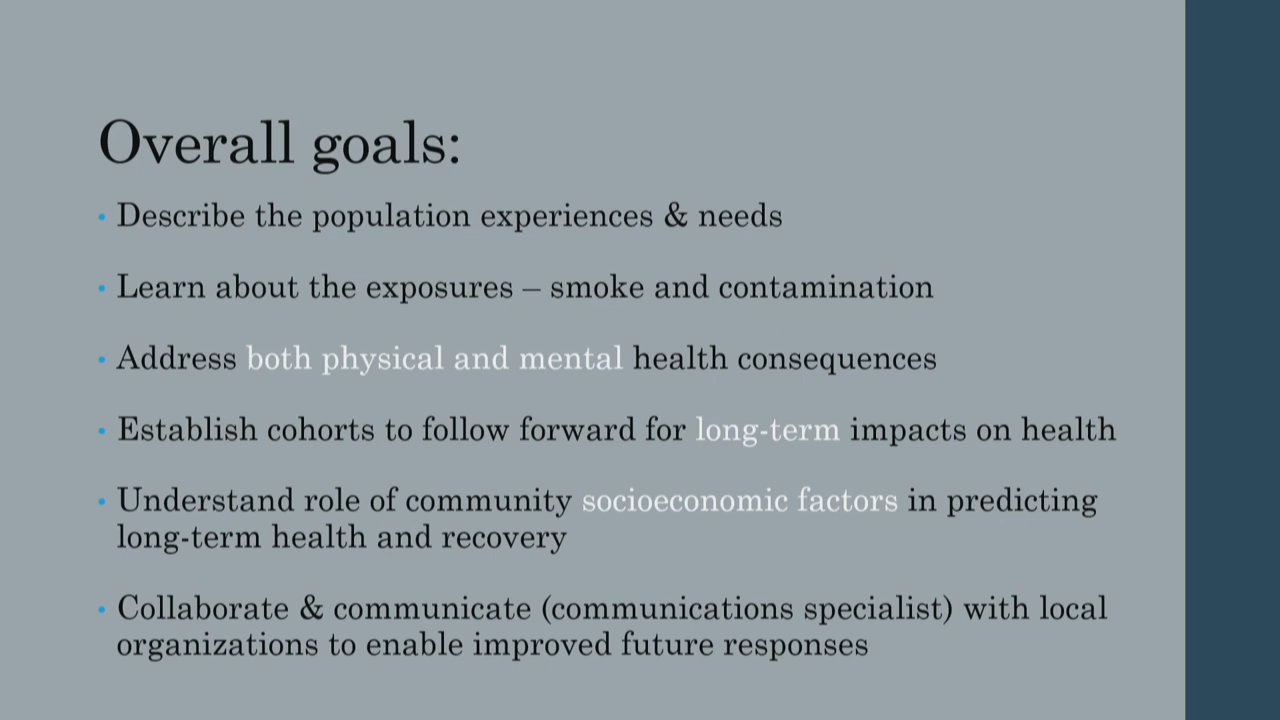 Overall goals:
• Describe the population experiences & needs
• Learn about the exposures – smoke and contamination
• Address both physical and mental health consequences
• Establish cohorts to follow forward for long-term impacts on health
• Understand role of community socioeconomic factors in predicting
long-term health and recovery
• Collaborate & communicate (communications specialist) with local
organizations to enable improved future responses